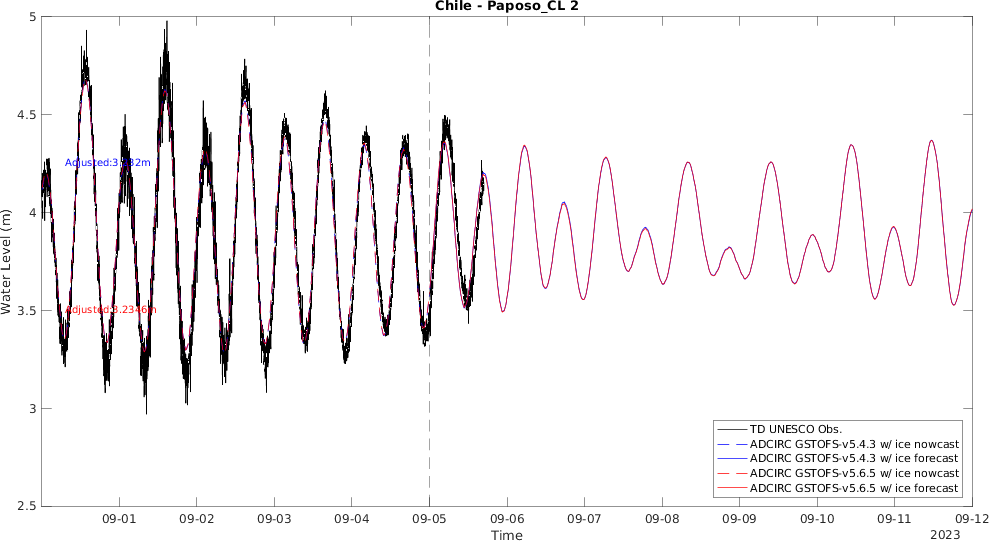 Chile - Paposo_CL 2
5
4.5
4
3.5
3
2.5
Water Level (m)
Adjusted:3.2346m
09-01
09-02
09-03
09-04
09-05
09-06
09-07
09-08
09-09
09-10
09-11
09-12
Time
2023
TD UNESCO Obs.
ADCIRC GSTOFS-v5.4.3 w/ ice nowcast
ADCIRC GSTOFS-v5.4.3 w/ ice forecast
ADCIRC GSTOFS-v5.6.5 w/ ice nowcast
ADCIRC GSTOFS-v5.6.5 w/ ice forecast